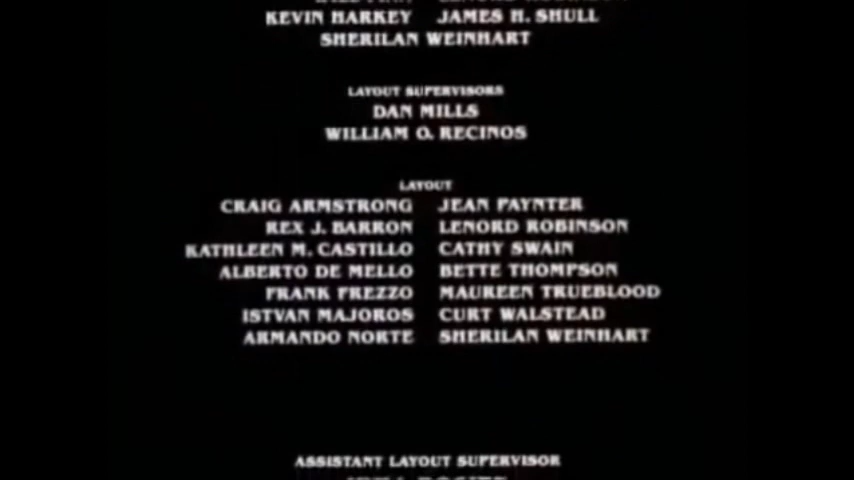 KEVIN HARKEY JAMES H. SHULL
SHERILAN WEINHART
LAYOUT SUPERVISORS
DAN MILLS
WILLIAM O. RECINOS
LAYOUT
CRAIG ARMSTRONG JEAN PAYNTER
REX J. BARRON LENORD ROBINSON
KATHLEEN M. CASTILLO CATHY SWAIN
ALBERTO DE MELLO BETTE THOMPSON
FRANK FREZZO MAUREEN TRUEBLOOD
ISTVAN MAJOROS CURT WALSTEAD
ARMANDO NORTE SHERILAN WEINHART
ASSISTANT LAYOUT SUPERVISOR